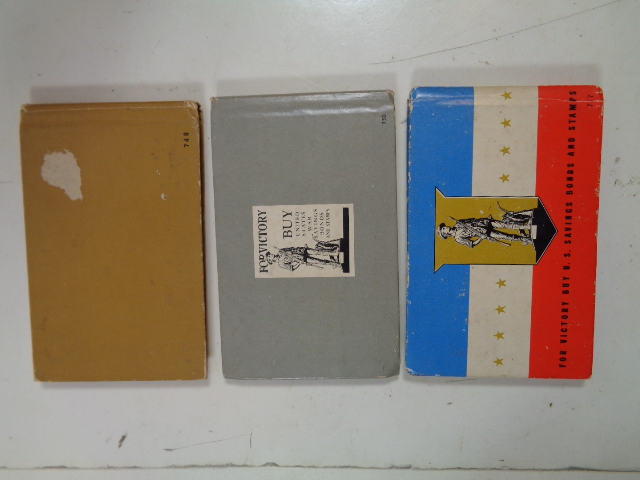 748
FOR VICTORY
BUY
UNITED
STATES
WAR
SAVINGS
BONDS
AND STAMPS
FOR VICTORY BUY U. S. SAVINGS BONDS AND STAMPS